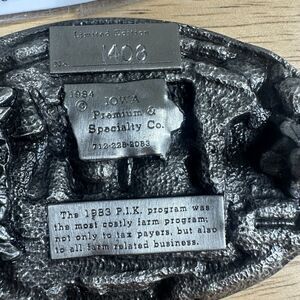 Limited Edition
No. 1408
1984
© IOWA
Premium &
Specialty Co.
712-225-2083
The 1983 P.I.K. program was
the most costly farm program;
not only to tax payers, but also
to all farm related business.